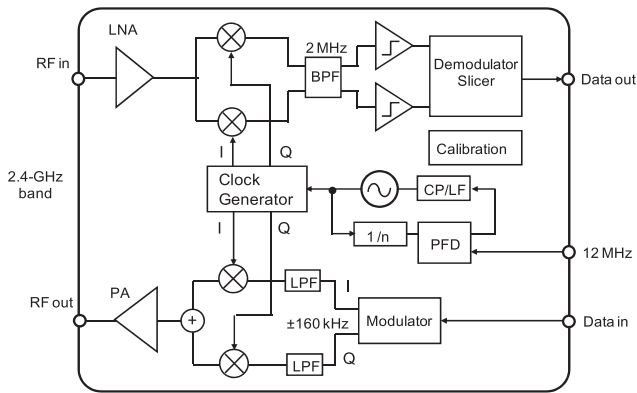 LNA
RF in
2 MHz
BPF
Demodulator
Slicer
Data out
Calibration
I
Q
2.4-GHz
band
Clock
Generator
CP/LF
1/n
PFD
12 MHz
I
Q
PA
RF out
+
LPF
I
±160 kHz
Modulator
Data in
LPF
Q